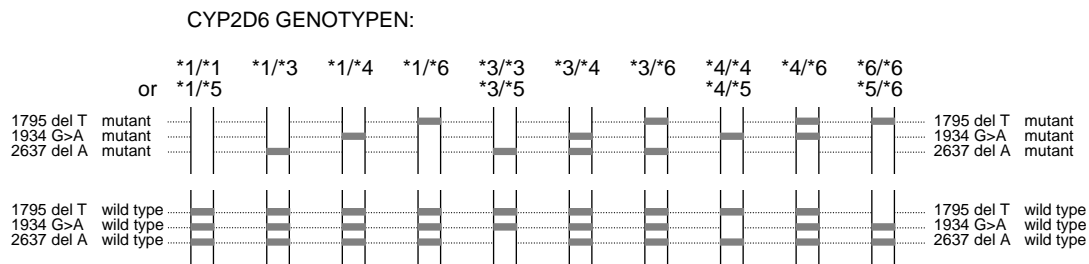 CYP2D6 GENOTYPEN:
*1/*1 *1/*3 *1/*4 *1/*6 *3/*3 *3/*4 *3/*6 *4/*4 *4/*6 *6/*6
or *1/*5 *3/*5 *4/*5 *5/*6
1795 del T mutant 1795 del T mutant
1934 G>A mutant 1934 G>A mutant
2637 del A mutant 2637 del A mutant
1795 del T wild type 1795 del T wild type
1934 G>A wild type 1934 G>A wild type
2637 del A wild type 2637 del A wild type